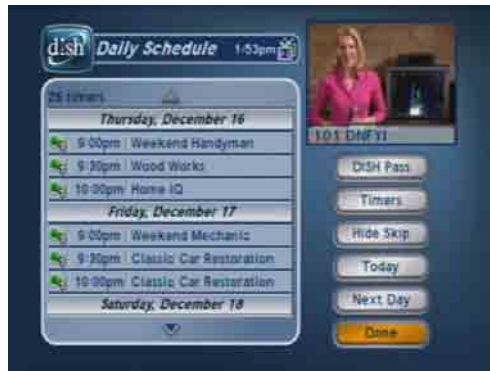 dish Daily Schedule 1:53pm
26 timers
Thursday, December 16
9:00pm Weekend Handyman
9:30pm Wood Works
10:00pm Home IQ
Friday, December 17
9:00pm Weekend Mechanic
9:30pm Classic Car Restoration
10:00pm Classic Car Restoration
Saturday, December 18
101 DNFYI
DISH Pass
Timers
Hide Skip
Today
Next Day
Done